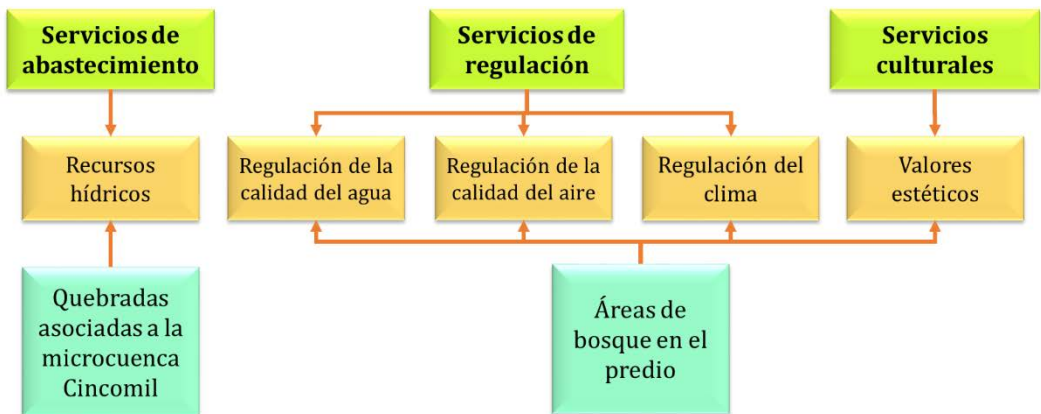 Servicios de
abastecimiento
Servicios de
regulación
Servicios
culturales
Recursos
hídricos
Regulación de la
calidad del agua
Regulación de la
calidad del aire
Regulación del
clima
Valores
estéticos
Quebradas
asociadas a la
microcuenca
Cincomil
Áreas de
bosque en el
predio